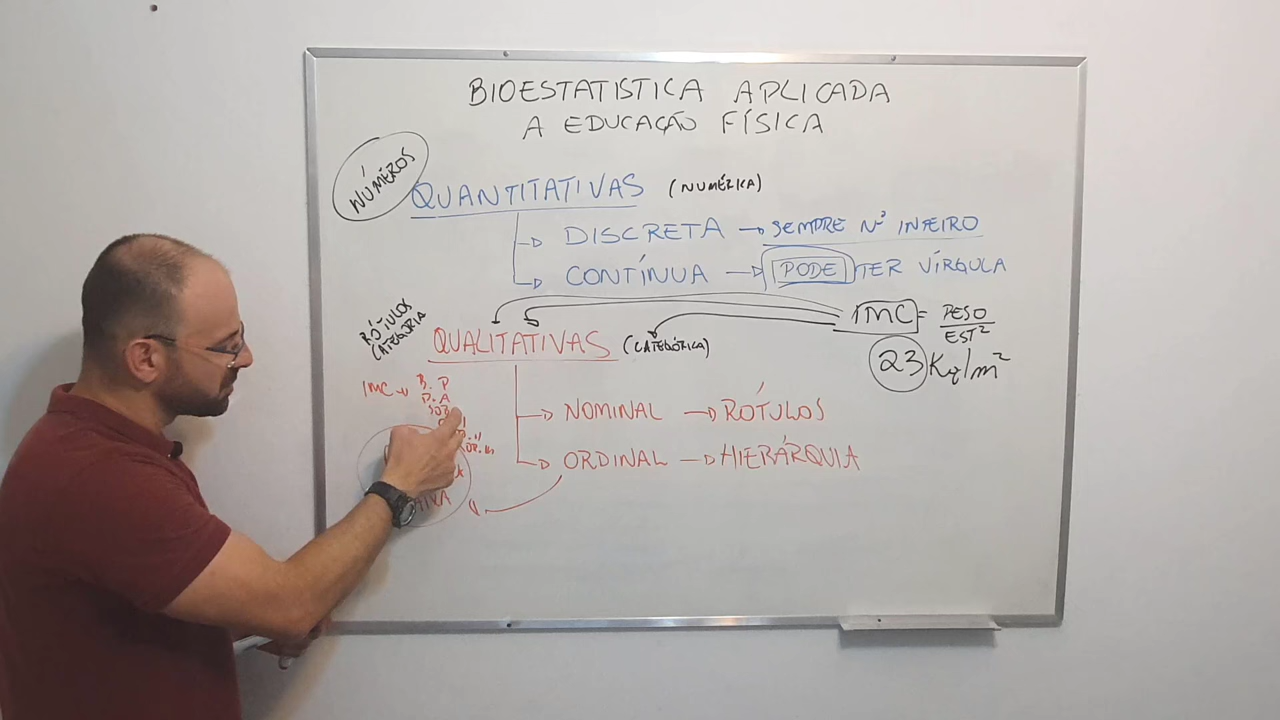 BIOESTATISTICA APLICADA
A EDUCAÇÃO FÍSICA
NÚMEROS
QUANTITATIVAS (NUMÉRICA)
DISCRETA → SEMPRE Nº INTEIRO
CONTÍNUA → PODE TER VÍRGULA
IMC = PESO
EST²
23 Kg/m²
RÓTULOS
CATEGORIA
QUALITATIVAS (CATEGÓRICA)
IMC → B. P
P. A
SOB
NOMINAL → RÓTULOS
ORDINAL → HIERÁRQUIA